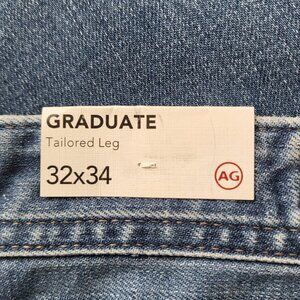 GRADUATE
Tailored Leg
32x34
AG